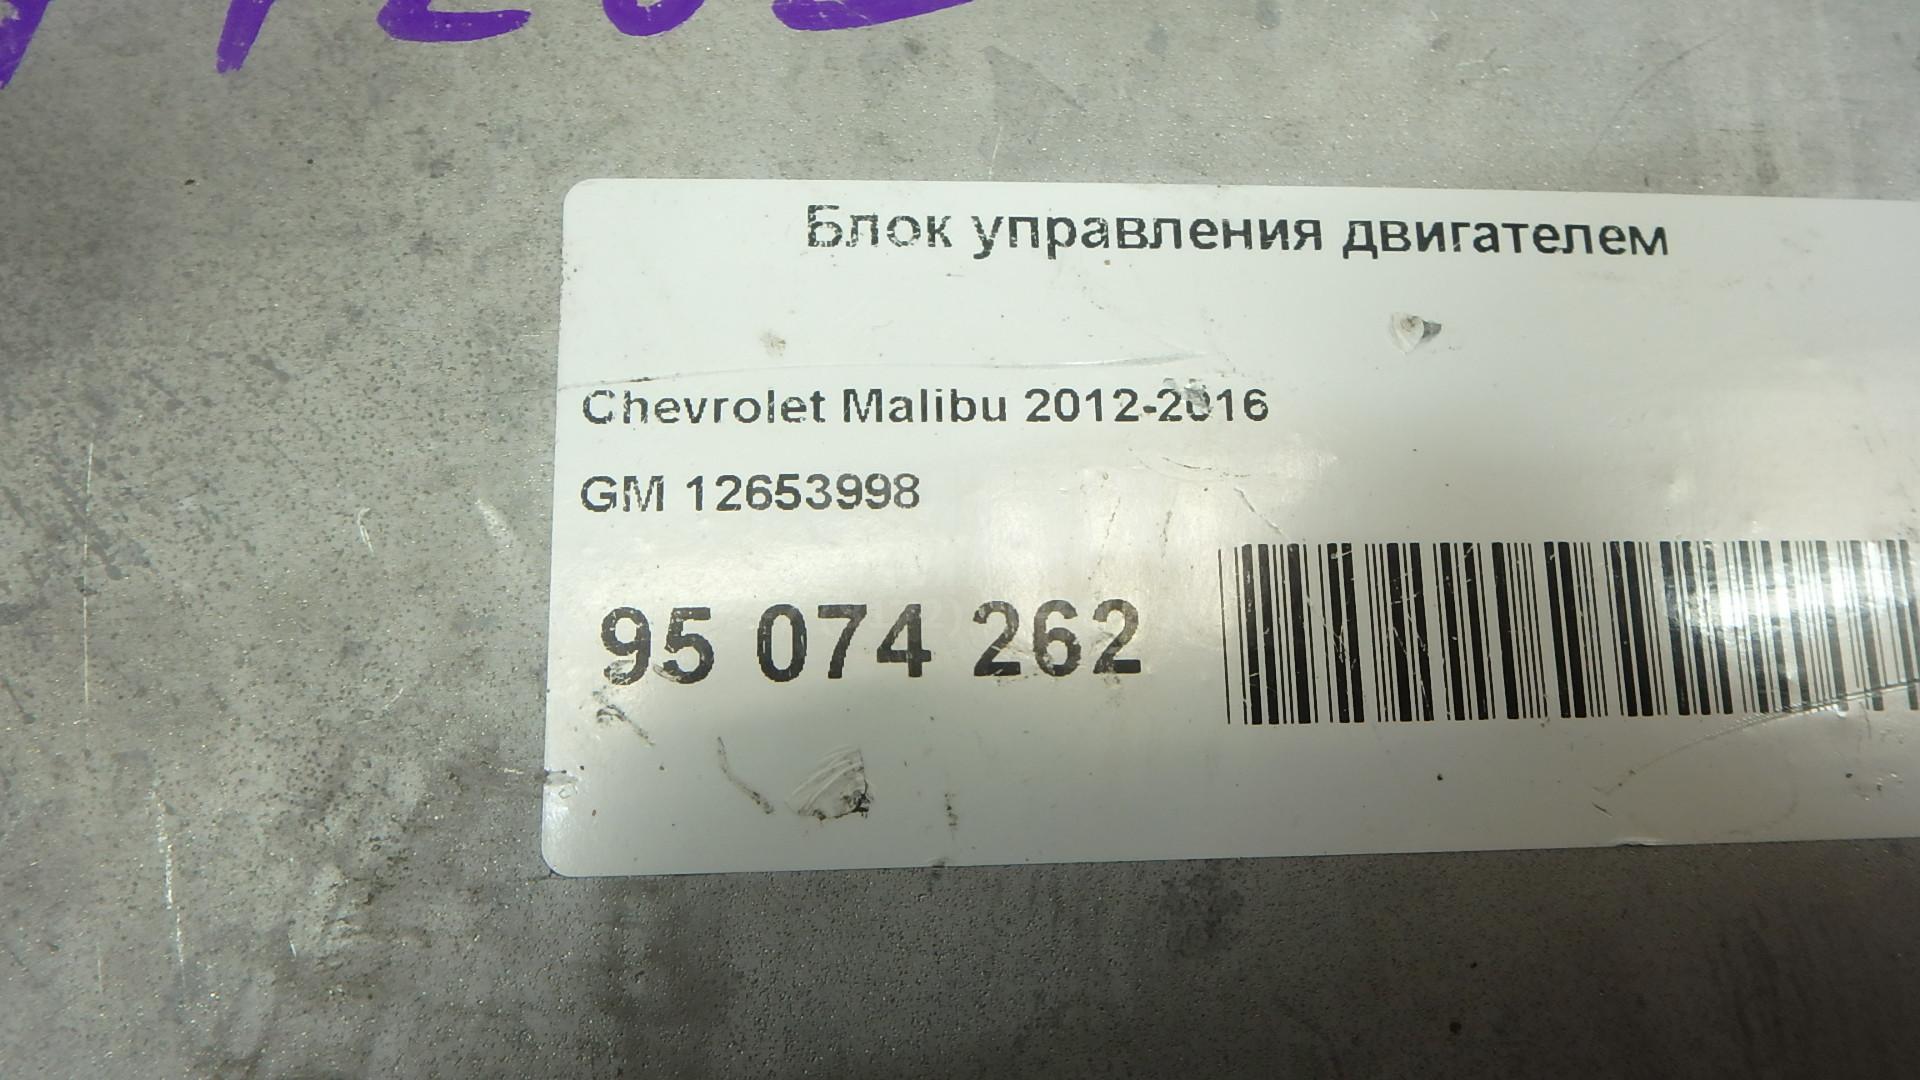 Блок управления двигателем
Chevrolet Malibu 2012-2016
GM 12653998
95 074 262